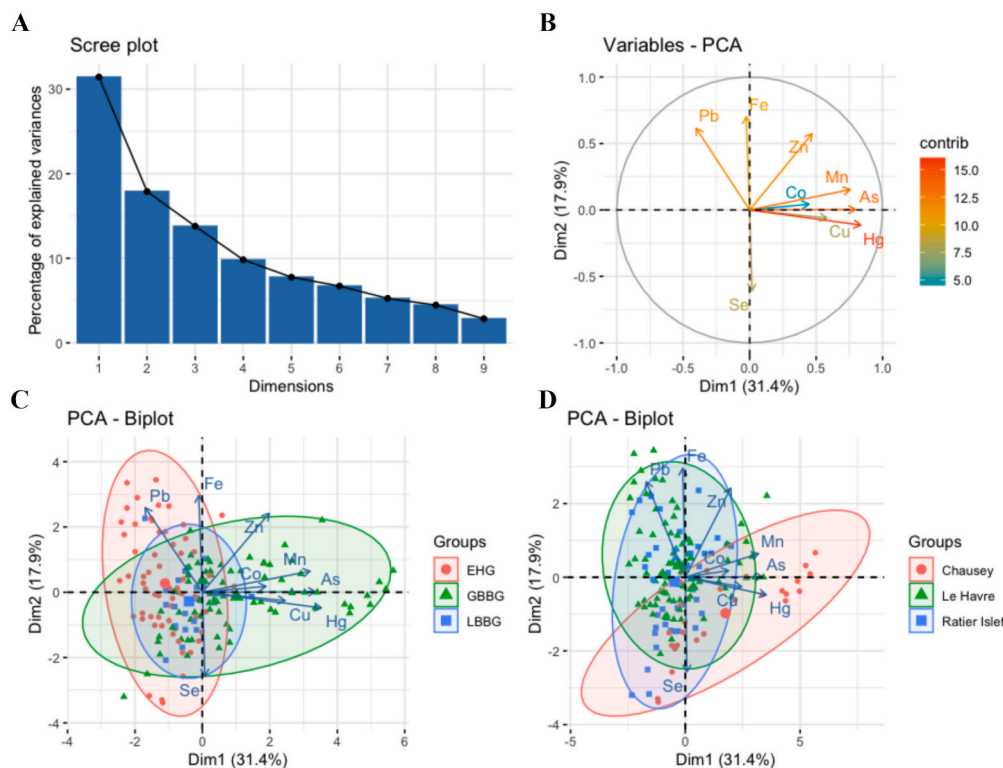 A
Scree plot
Percentage of explained variances
30
20
10
0
1 2 3 4 5 6 7 8 9
Dimensions
B
Variables - PCA
Dim2 (17.9%)
1.0
0.5
0.0
-0.5
-1.0
Pb
Fe
Zn
Mn
Co
As
Cu
Hg
Se
-1.0 -0.5 0.0 0.5 1.0
Dim1 (31.4%)
contrib
15.0
12.5
10.0
7.5
5.0
C
PCA - Biplot
Dim2 (17.9%)
4
2
0
-2
-4
Pb
Fe
Zn
Mn
Co
As
Cu
Hg
Se
-4 -2 0 2 4 6
Dim1 (31.4%)
Groups
EHG
GBBG
LBBG
D
PCA - Biplot
Dim2 (17.9%)
2
0
-2
-4
Pb
Fe
Zn
Mn
Co
As
Cu
Hg
Se
-5 0 5
Dim1 (31.4%)
Groups
Chausey
Le Havre
Ratier Islet